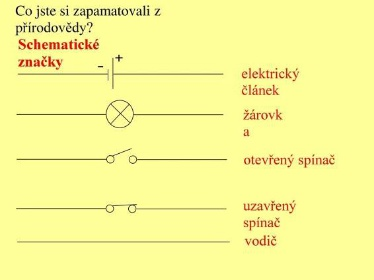 Co jste si zapamatovali z
přírodovědy?
Schematické
značky
- +
elektrický
článek
žárovk
a
otevřený spínač
uzavřený
spínač
vodič